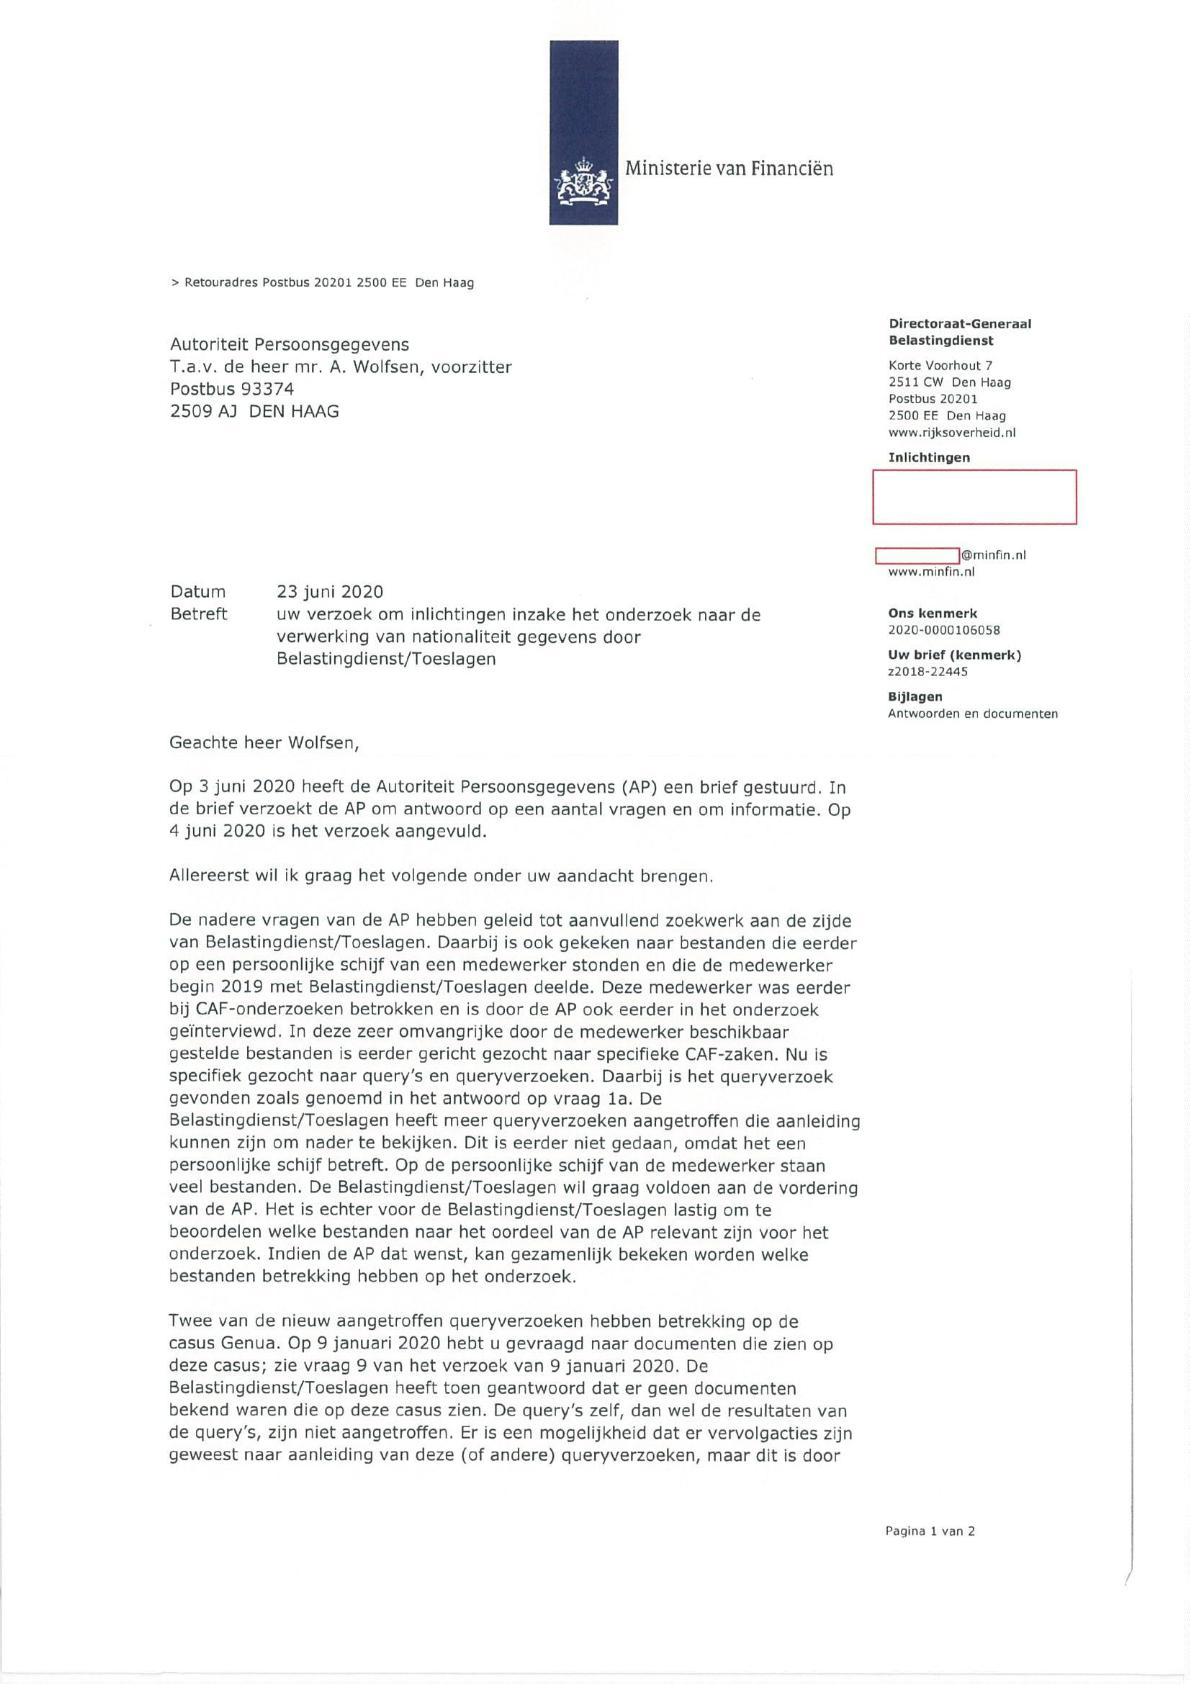 Ministerie van Financiën
> Retouradres Postbus 20201 2500 EE Den Haag
Autoriteit Persoonsgegevens
T.a.v. de heer mr. A. Wolfsen, voorzitter
Postbus 93374
2509 AJ DEN HAAG
Directoraat-Generaal
Belastingdienst
Korte Voorhout 7
2511 CW Den Haag
Postbus 20201
2500 EE Den Haag
www.rijksoverheid.nl
Inlichtingen
@minfin.nl
www.minfin.nl
Ons kenmerk
2020-0000106058
Uw brief (kenmerk)
z2018-22445
Bijlagen
Antwoorden en documenten
Datum 23 juni 2020
Betreft uw verzoek om inlichtingen inzake het onderzoek naar de
verwerking van nationaliteit gegevens door
Belastingdienst/Toeslagen
Geachte heer Wolfsen,
Op 3 juni 2020 heeft de Autoriteit Persoonsgegevens (AP) een brief gestuurd. In
de brief verzoekt de AP om antwoord op een aantal vragen en om informatie. Op
4 juni 2020 is het verzoek aangevuld.
Allereerst wil ik graag het volgende onder uw aandacht brengen.
De nadere vragen van de AP hebben geleid tot aanvullend zoekwerk aan de zijde
van Belastingdienst/Toeslagen. Daarbij is ook gekeken naar bestanden die eerder
op een persoonlijke schijf van een medewerker stonden en die de medewerker
begin 2019 met Belastingdienst/Toeslagen deelde. Deze medewerker was eerder
bij CAF-onderzoeken betrokken en is door de AP ook eerder in het onderzoek
geïnterviewd. In deze zeer omvangrijke door de medewerker beschikbaar
gestelde bestanden is eerder gericht gezocht naar specifieke CAF-zaken. Nu is
specifiek gezocht naar query's en queryverzoeken. Daarbij is het queryverzoek
gevonden zoals genoemd in het antwoord op vraag 1a. De
Belastingdienst/Toeslagen heeft meer queryverzoeken aangetroffen die aanleiding
kunnen zijn om nader te bekijken. Dit is eerder niet gedaan, omdat het een
persoonlijke schijf betreft. Op de persoonlijke schijf van de medewerker staan
veel bestanden. De Belastingdienst/Toeslagen wil graag voldoen aan de vordering
van de AP. Het is echter voor de Belastingdienst/Toeslagen lastig om te
beoordelen welke bestanden naar het oordeel van de AP relevant zijn voor het
onderzoek. Indien de AP dat wenst, kan gezamenlijk bekeken worden welke
bestanden betrekking hebben op het onderzoek.
Twee van de nieuw aangetroffen queryverzoeken hebben betrekking op de
casus Genua. Op 9 januari 2020 hebt u gevraagd naar documenten die zien op
deze casus; zie vraag 9 van het verzoek van 9 januari 2020. De
Belastingdienst/Toeslagen heeft toen geantwoord dat er geen documenten
bekend waren die op deze casus zien. De query's zelf, dan wel de resultaten van
de query's, zijn niet aangetroffen. Er is een mogelijkheid dat er vervolgacties zijn
geweest naar aanleiding van deze (of andere) queryverzoeken, maar dit is door
Pagina 1 van 2